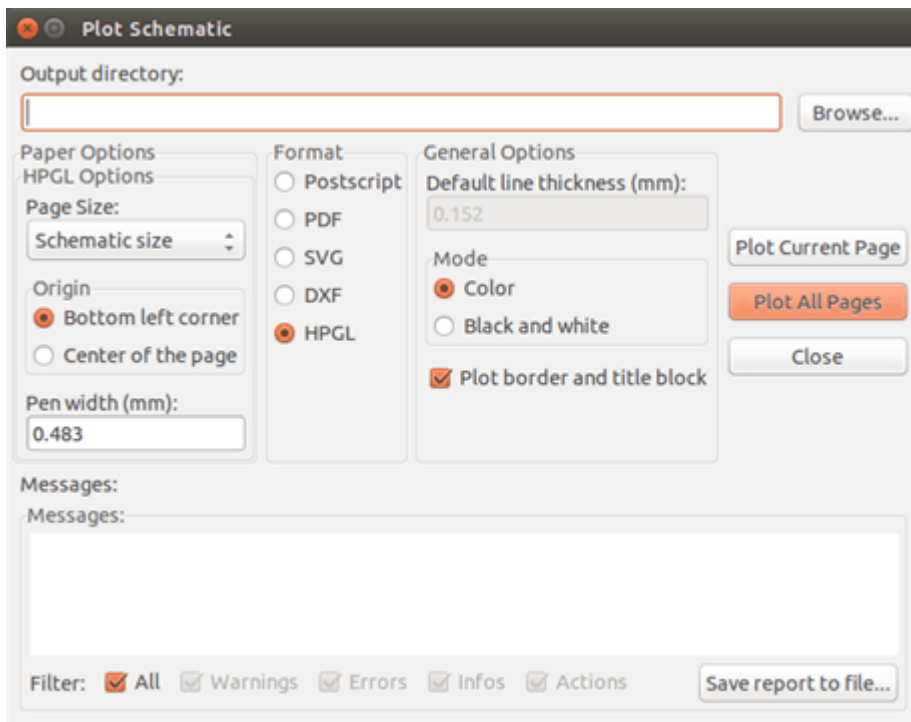 Plot Schematic
Output directory:
Browse...
Paper Options
HPGL Options
Page Size:
Schematic size
Origin
Bottom left corner
Center of the page
Pen width (mm):
0.483
Format
Postscript
PDF
SVG
DXF
HPGL
General Options
Default line thickness (mm):
0.152
Mode
Color
Black and white
Plot border and title block
Plot Current Page
Plot All Pages
Close
Messages:
Messages:
Filter: All Warnings Errors Infos Actions
Save report to file...